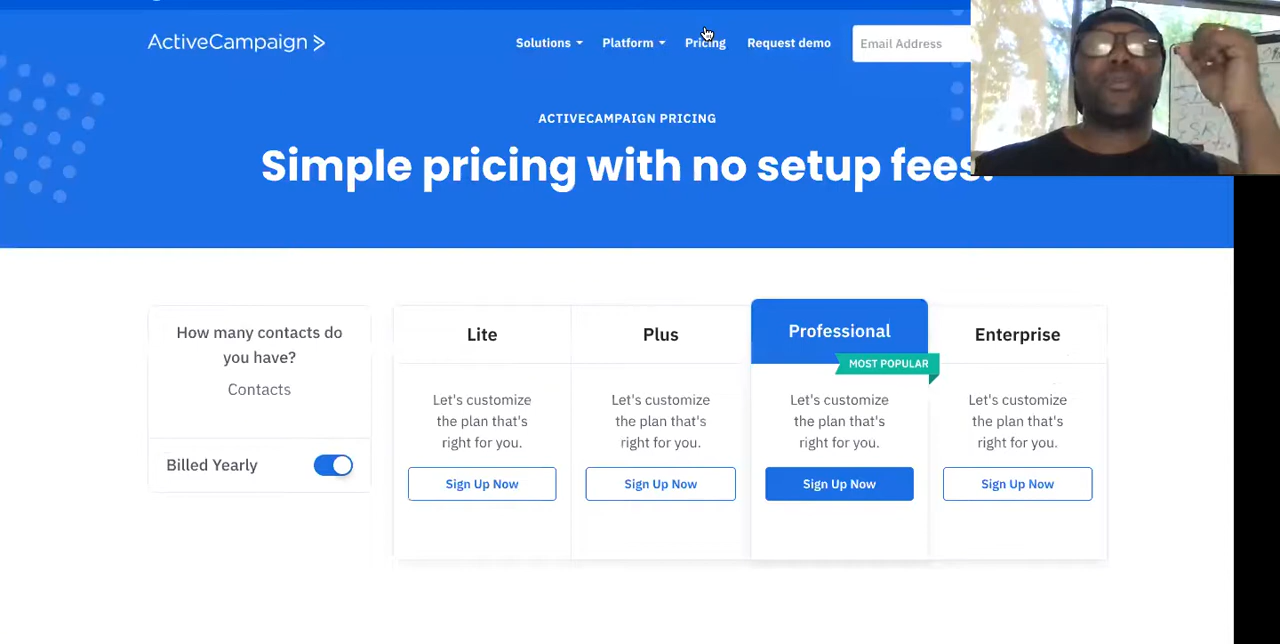 ActiveCampaign >
Solutions
Platform
Pricing
Request demo
Email Address
ACTIVECAMPAIGN PRICING
Simple pricing with no setup fees.
How many contacts do
you have?
Contacts
Billed Yearly
Lite
Let's customize
the plan that's
right for you.
Sign Up Now
Plus
Let's customize
the plan that's
right for you.
Sign Up Now
Professional
MOST POPULAR
Let's customize
the plan that's
right for you.
Sign Up Now
Enterprise
Let's customize
the plan that's
right for you.
Sign Up Now